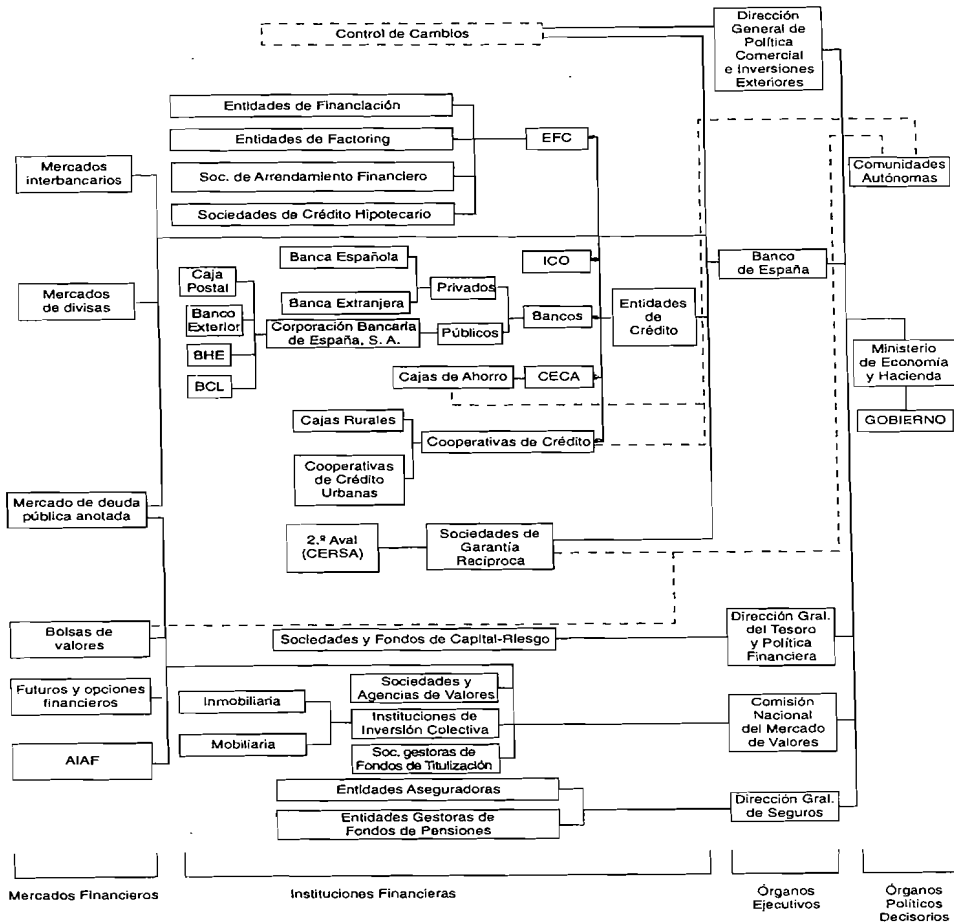 Control de Cambios
Dirección
General de
Política
Comercial
e Inversiones
Exteriores
Entidades de Financiación
Entidades de Factoring
EFC
Soc. de Arrendamiento Financiero
Sociedades de Crédito Hipotecario
Mercados
interbancarios
Comunidades
Autónomas
Banca Española
Banca Extranjera
Privados
ICO
Banco
de España
Caja
Postal
Banco
Exterior
BHE
BCL
Corporación Bancaria
de España, S. A.
Públicos
Bancos
Entidades
de
Crédito
Mercados
de divisas
Ministerio
de Economía
y Hacienda
GOBIERNO
Cajas de Ahorro
CECA
Cajas Rurales
Cooperativas de Crédito
Cooperativas
de Crédito
Urbanas
Mercado de deuda
pública anotada
2.º Aval
(CERSA)
Sociedades de
Garantía
Recíproca
Bolsas de
valores
Sociedades y Fondos de Capital-Riesgo
Dirección Gral.
del Tesoro
y Política
Financiera
Futuros y opciones
financieros
Inmobiliaria
Mobiliaria
Sociedades y
Agencias de Valores
Instituciones de
Inversión Colectiva
Soc. gestoras de
Fondos de Titulización
Comisión
Nacional
del Mercado
de Valores
AIAF
Entidades Aseguradoras
Entidades Gestoras de
Fondos de Pensiones
Dirección Gral.
de Seguros
Mercados Financieros
Instituciones Financieras
Órganos
Ejecutivos
Órganos
Políticos
Decisorios